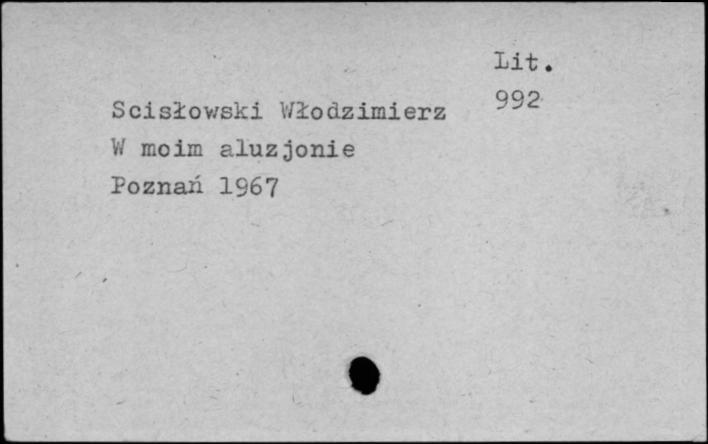 Lit.
992
Scisłowski Włodzimierz
W moim aluzjonie
Poznań 1967